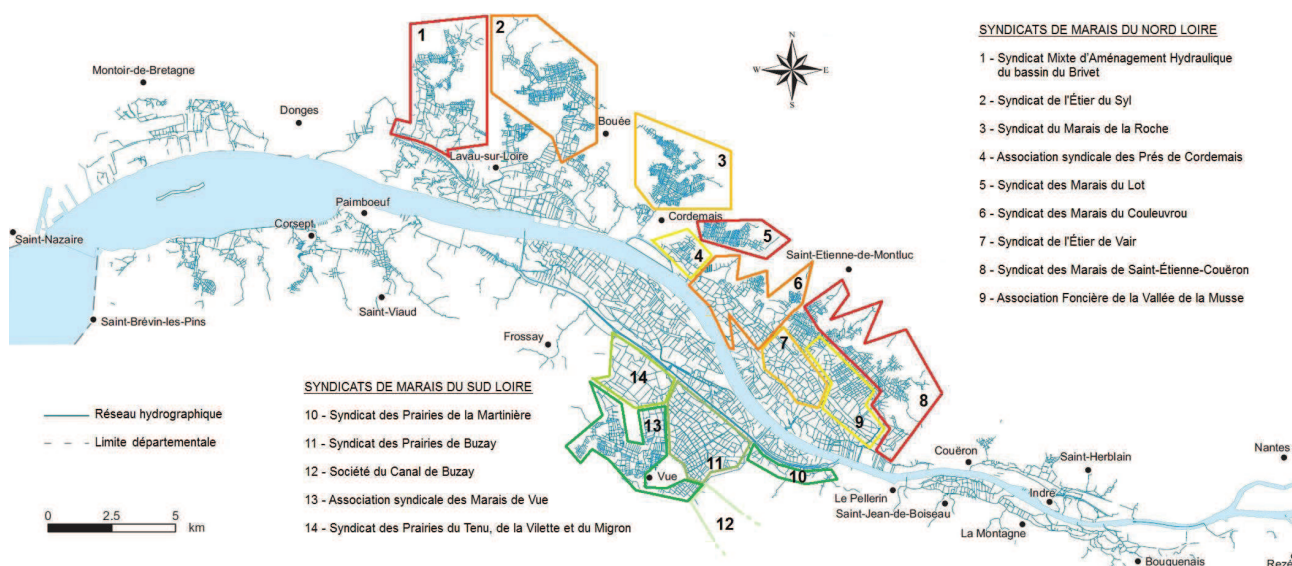 SYNDICATS DE MARAIS DU NORD LOIRE
1 - Syndicat Mixte d'Aménagement Hydraulique
du bassin du Brivet
2 - Syndicat de l'Étier du Syl
3 - Syndicat du Marais de la Roche
4 - Association syndicale des Prés de Cordemais
5 - Syndicat des Marais du Lot
6 - Syndicat des Marais du Couleuvrou
7 - Syndicat de l'Étier de Vair
8 - Syndicat des Marais de Saint-Étienne-Couëron
9 - Association Foncière de la Vallée de la Musse
N
W
E
S
1
2
Montoir-de-Bretagne
Donges
Bouée
Lavau-sur-Loire
3
Paimboeuf
Corsept
Cordemais
Saint-Nazaire
5
4
Saint-Etienne-de-Montluc
6
Saint-Viaud
Saint-Brévin-les-Pins
Frossay
7
14
8
13
9
Vue
11
10
12
Couëron
Saint-Herblain
Nantes
Le Pellerin
Indre
Saint-Jean-de-Boiseau
La Montagne
Bouguenais
Rezé
SYNDICATS DE MARAIS DU SUD LOIRE
10 - Syndicat des Prairies de la Martinière
11 - Syndicat des Prairies de Buzay
12 - Société du Canal de Buzay
13 - Association syndicale des Marais de Vue
14 - Syndicat des Prairies du Tenu, de la Vilette et du Migron
Réseau hydrographique
Limite départementale
0 2.5 5
km